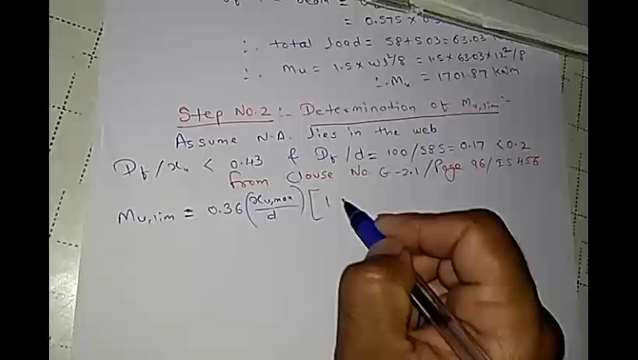 = 0.575 x 0.
∴ total load = 58+5.03 = 63.03
∴ Mu = 1.5 x wl²/8 = 1.5 x 63.03 x 12²/8
∴ Mu = 1701.87 kNm
Step No.2 :- Determination of Mu,lim :-
Assume N.A. lies in the web
Df/xu < 0.43 & Df/d = 100/585 = 0.17 < 0.2
from Clause No. G-2.1/Page 96/IS 456
Mu,lim = 0.36 (xu,max/d) [ 1